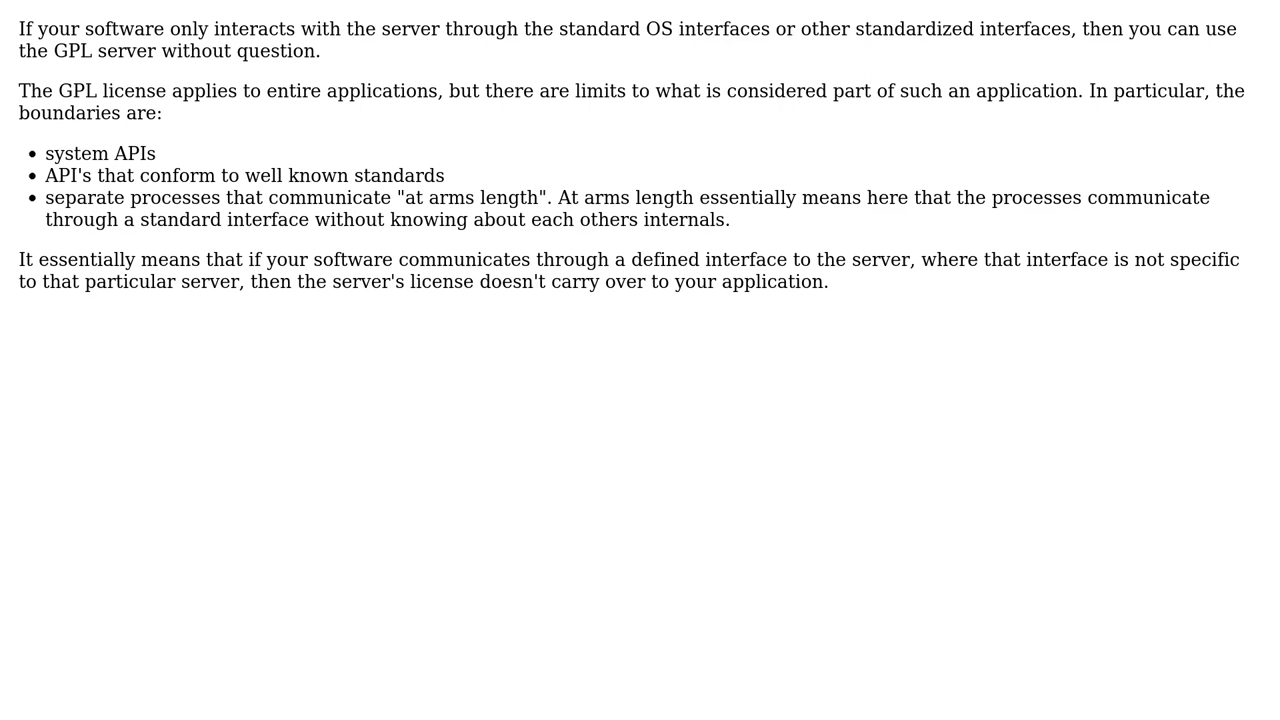 If your software only interacts with the server through the standard OS interfaces or other standardized interfaces, then you can use
the GPL server without question.
The GPL license applies to entire applications, but there are limits to what is considered part of such an application. In particular, the
boundaries are:
• system APIs
• API's that conform to well known standards
• separate processes that communicate "at arms length". At arms length essentially means here that the processes communicate
through a standard interface without knowing about each others internals.
It essentially means that if your software communicates through a defined interface to the server, where that interface is not specific
to that particular server, then the server's license doesn't carry over to your application.